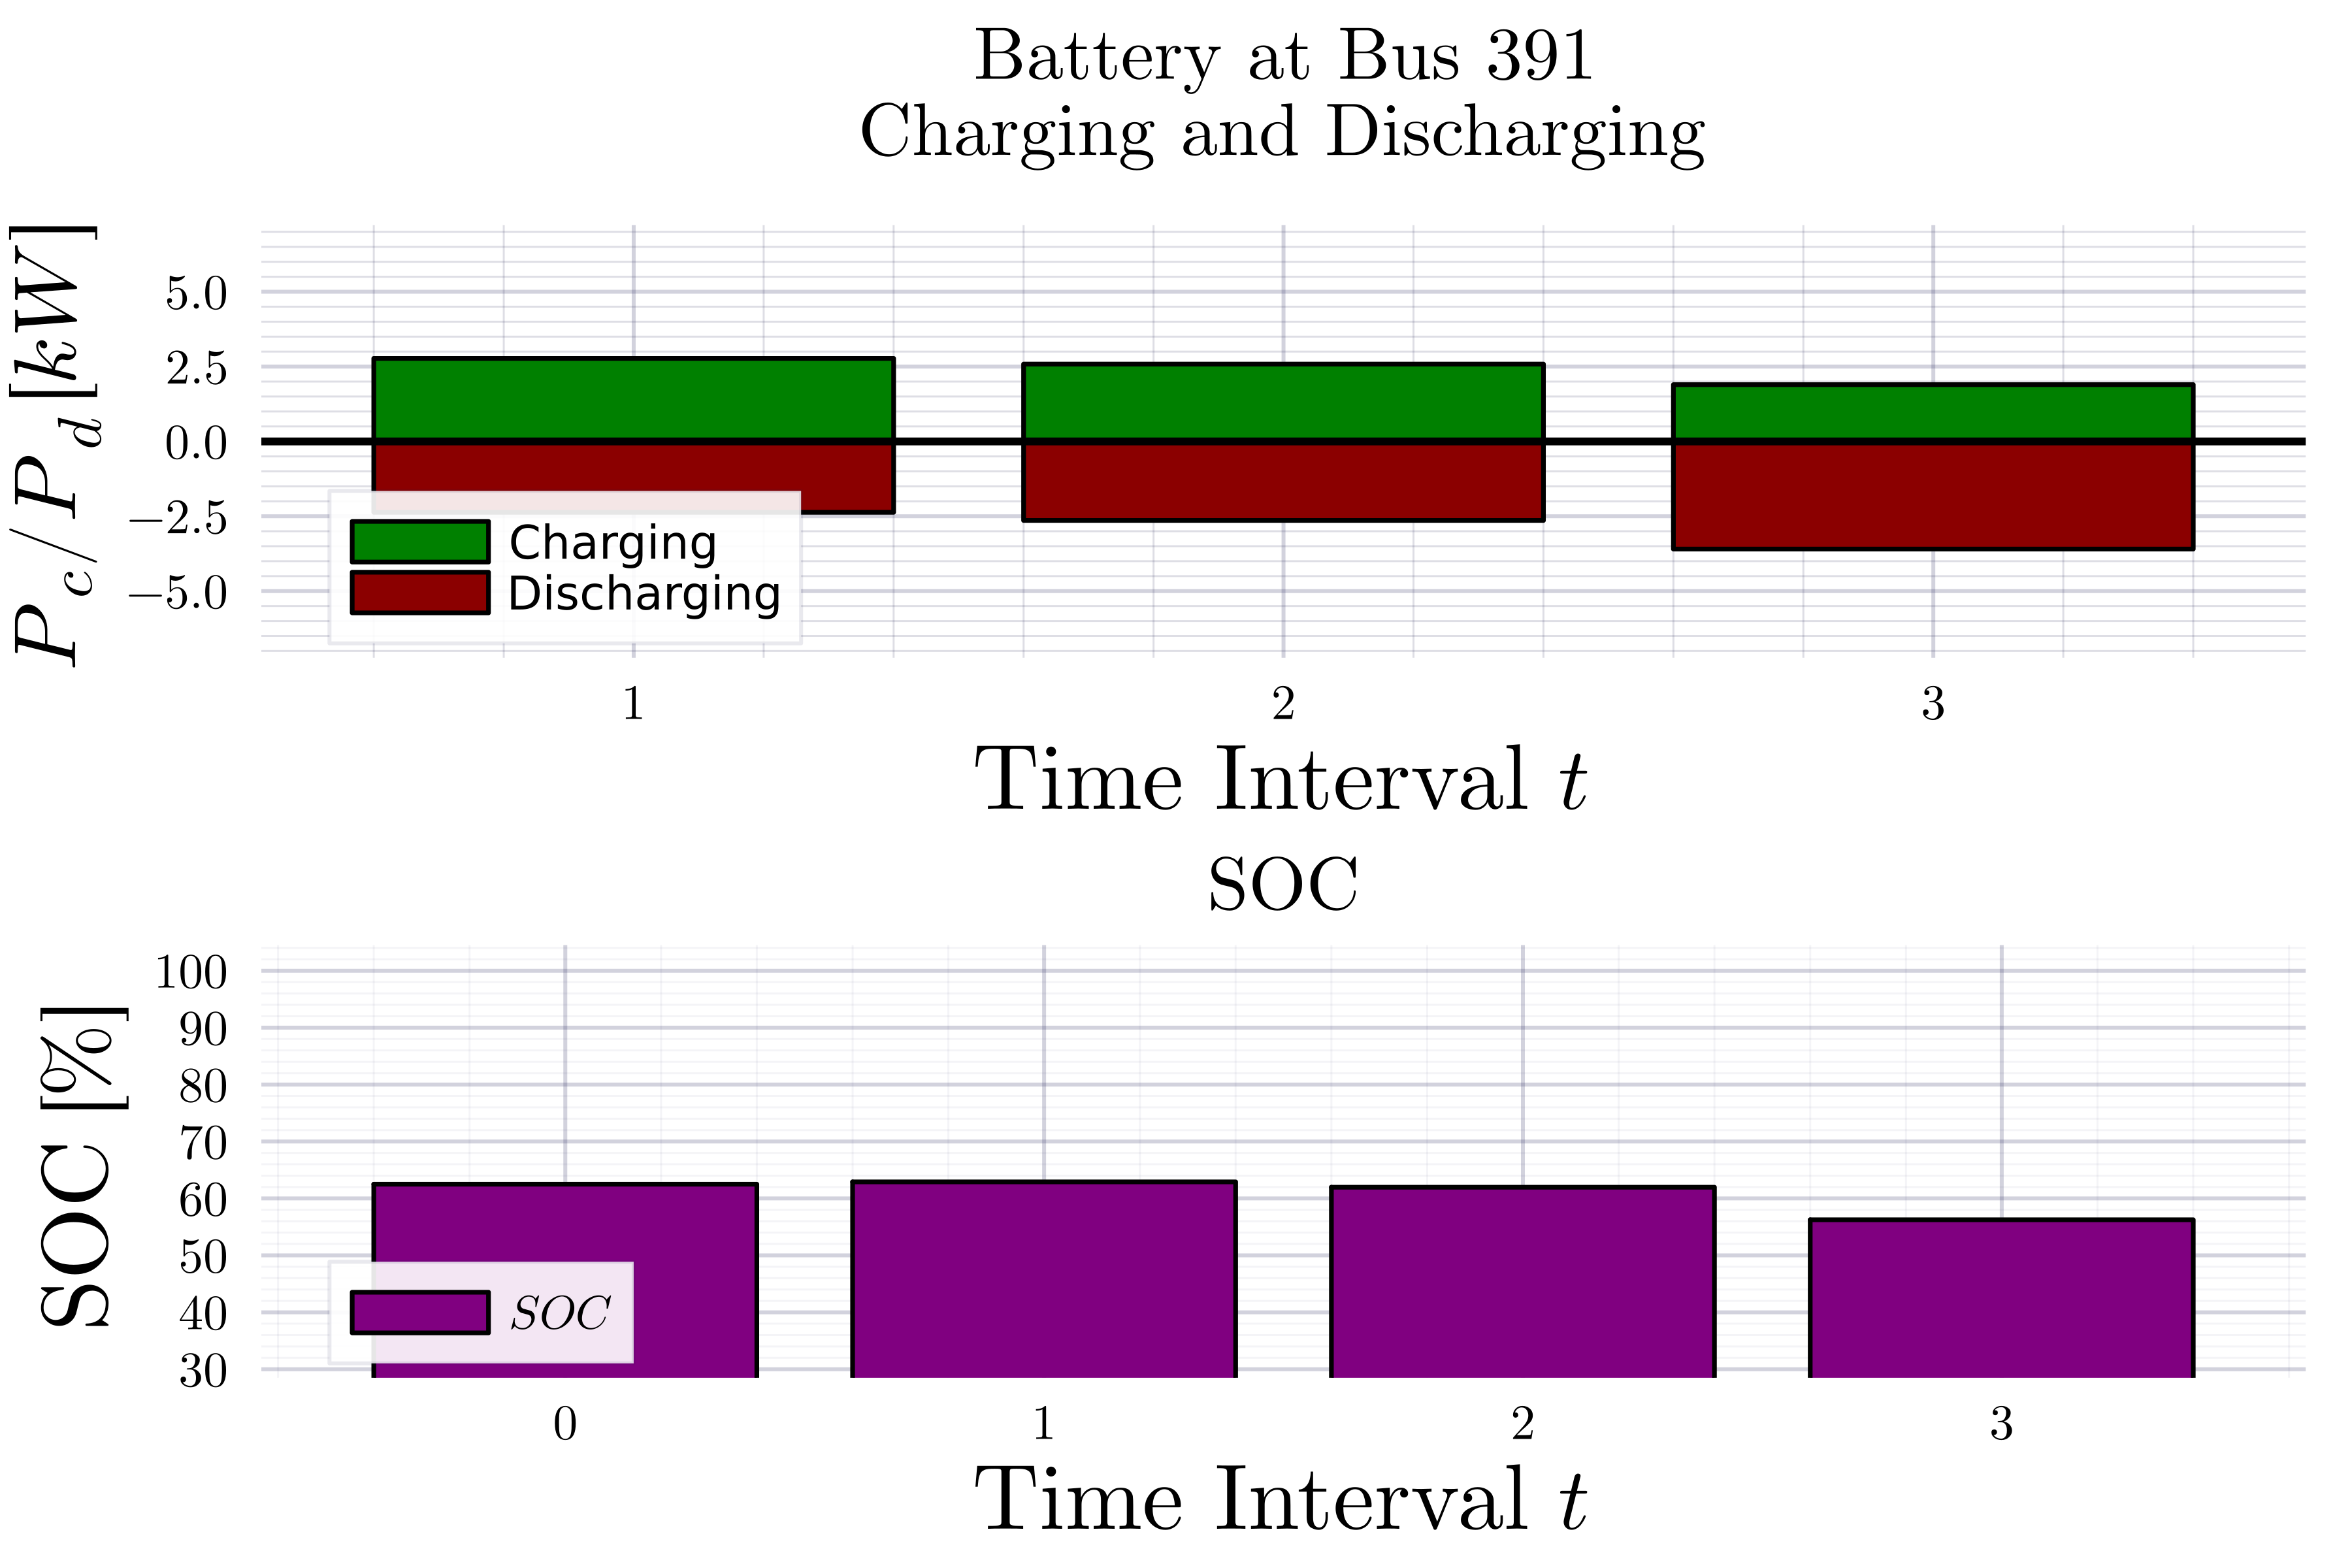 Battery at Bus 391
Charging and Discharging
P_c/P_d [kW]
5.0
2.5
0.0
−2.5
−5.0
Charging
Discharging
1 2 3
Time Interval t
SOC
SOC [%]
100
90
80
70
60
50
40
30
SOC
0 1 2 3
Time Interval t